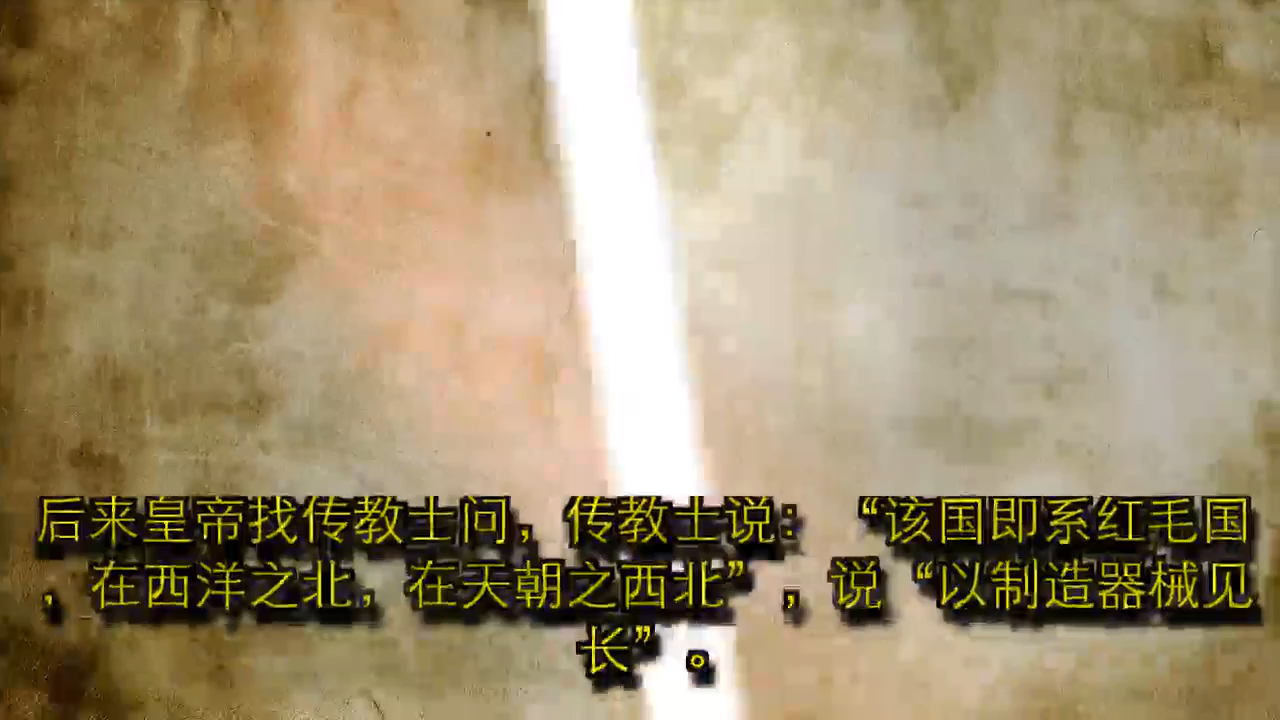 后来皇帝找传教士问，传教士说：“该国即系红毛国
，在西洋之北，在天朝之西北”，说“以制造器械见
长”。